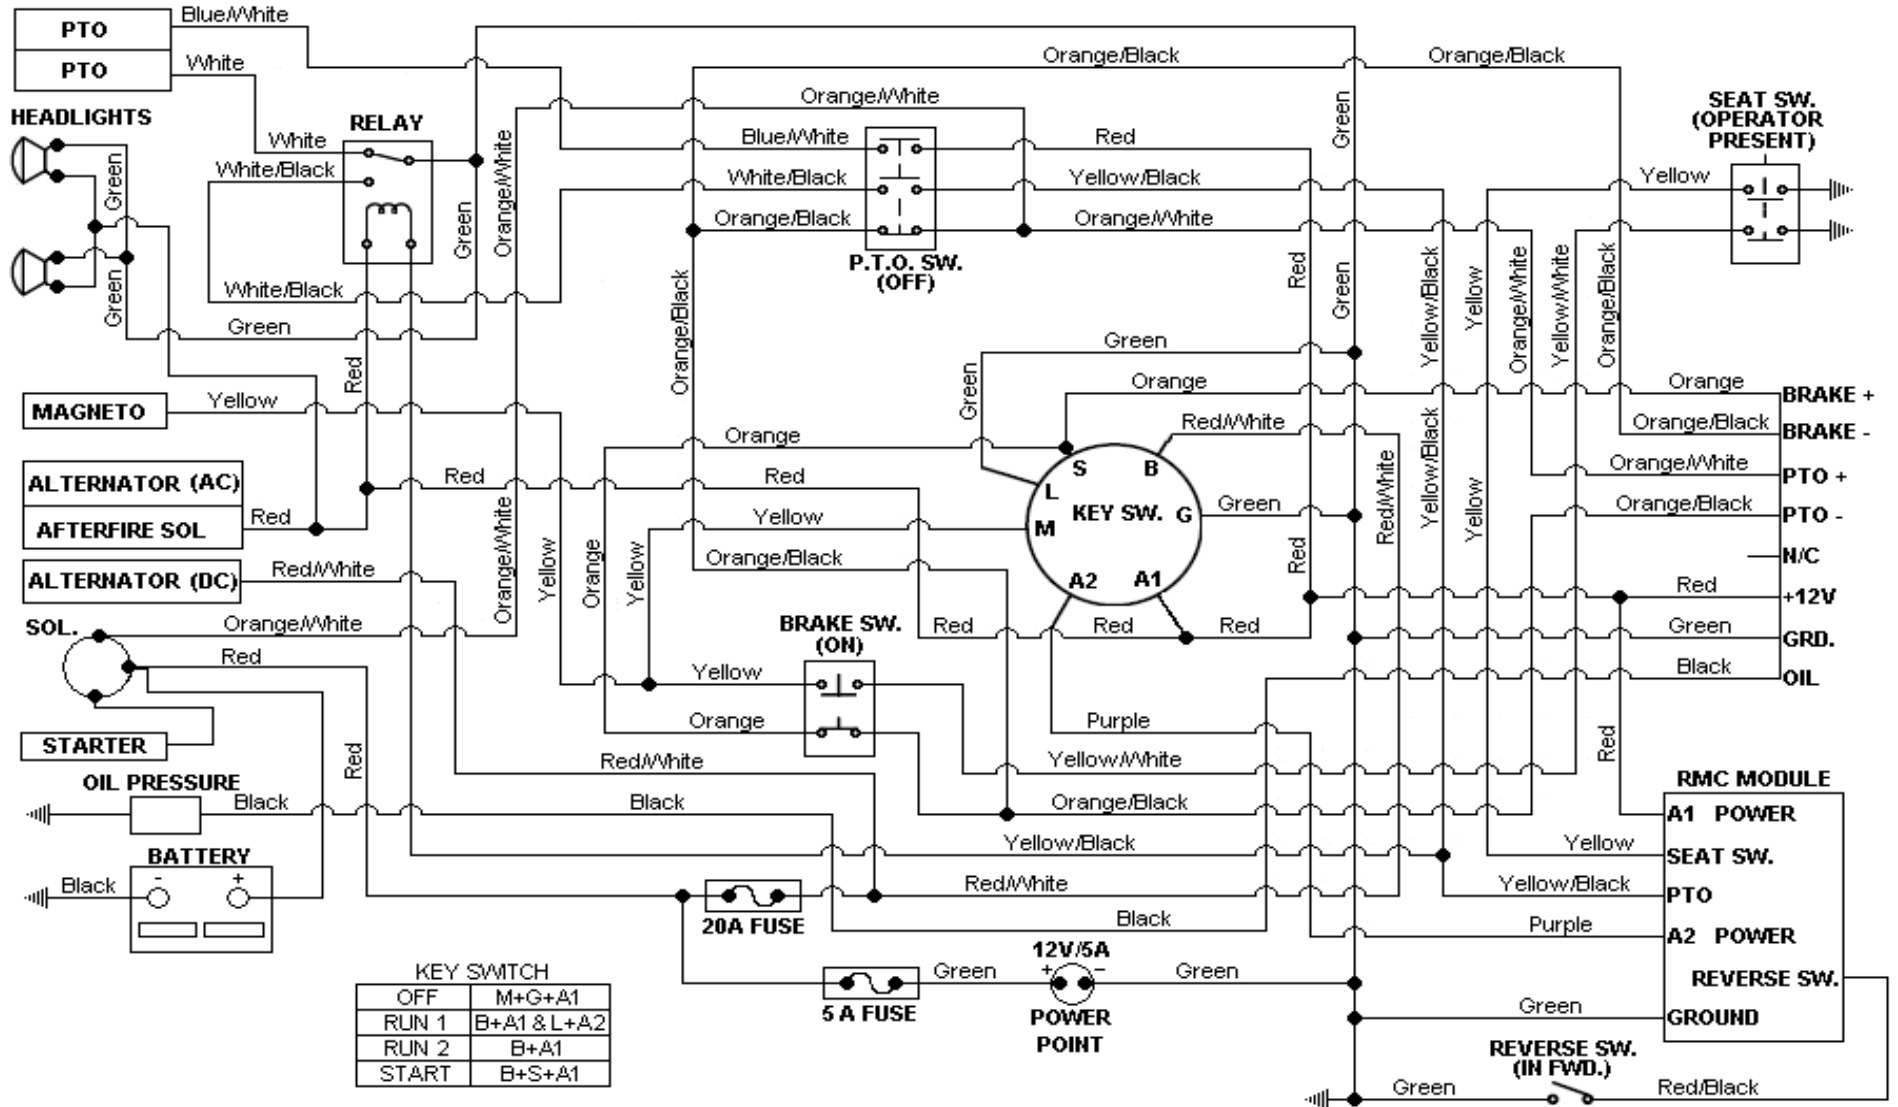 PTO
Blue/White
PTO
White
HEADLIGHTS
Green
Green
RELAY
White
White/Black
White/Black
Green
Green
Orange/White
Orange/White
Blue/White
White/Black
Orange/Black
P.T.O. SW.
(OFF)
Red
Yellow/Black
Orange/White
Orange/Black
Orange/Black
Green
SEAT SW.
(OPERATOR
PRESENT)
Yellow
Orange/Black
Red
Green
Yellow/Black
Yellow
Orange/White
Yellow/White
Orange/Black
Red
MAGNETO
Yellow
ALTERNATOR (AC)
AFTERFIRE SOL
Red
ALTERNATOR (DC)
Red/White
SOL.
Orange/White
Red
STARTER
Orange/White
Yellow
Orange
Yellow
Green
Green
Orange
Orange
Red/White
Red
Red
Yellow
Orange/Black
S
B
L
KEY SW.
G
M
A2
A1
Green
Red
Red/White
Yellow/Black
Yellow
Orange
BRAKE +
Orange/Black
BRAKE -
Orange/White
PTO +
Orange/Black
PTO -
N/C
Red
+12V
Green
GRD.
Black
OIL
BRAKE SW.
(ON)
Red
Red
Red
Yellow
Orange
Purple
Red/White
Yellow/White
Red
Red
OIL PRESSURE
Black
Black
Orange/Black
Yellow/Black
BATTERY
- +
Black
20A FUSE
Red/White
Black
12V/5A
+ -
Green
Green
5 A FUSE
POWER
POINT
RMC MODULE
A1 POWER
Yellow
SEAT SW.
Yellow/Black
PTO
Purple
A2 POWER
REVERSE SW.
Green
GROUND
REVERSE SW.
(IN FWD.)
Green
Red/Black
KEY SWITCH
OFF M+G+A1
RUN 1 B+A1 & L+A2
RUN 2 B+A1
START B+S+A1